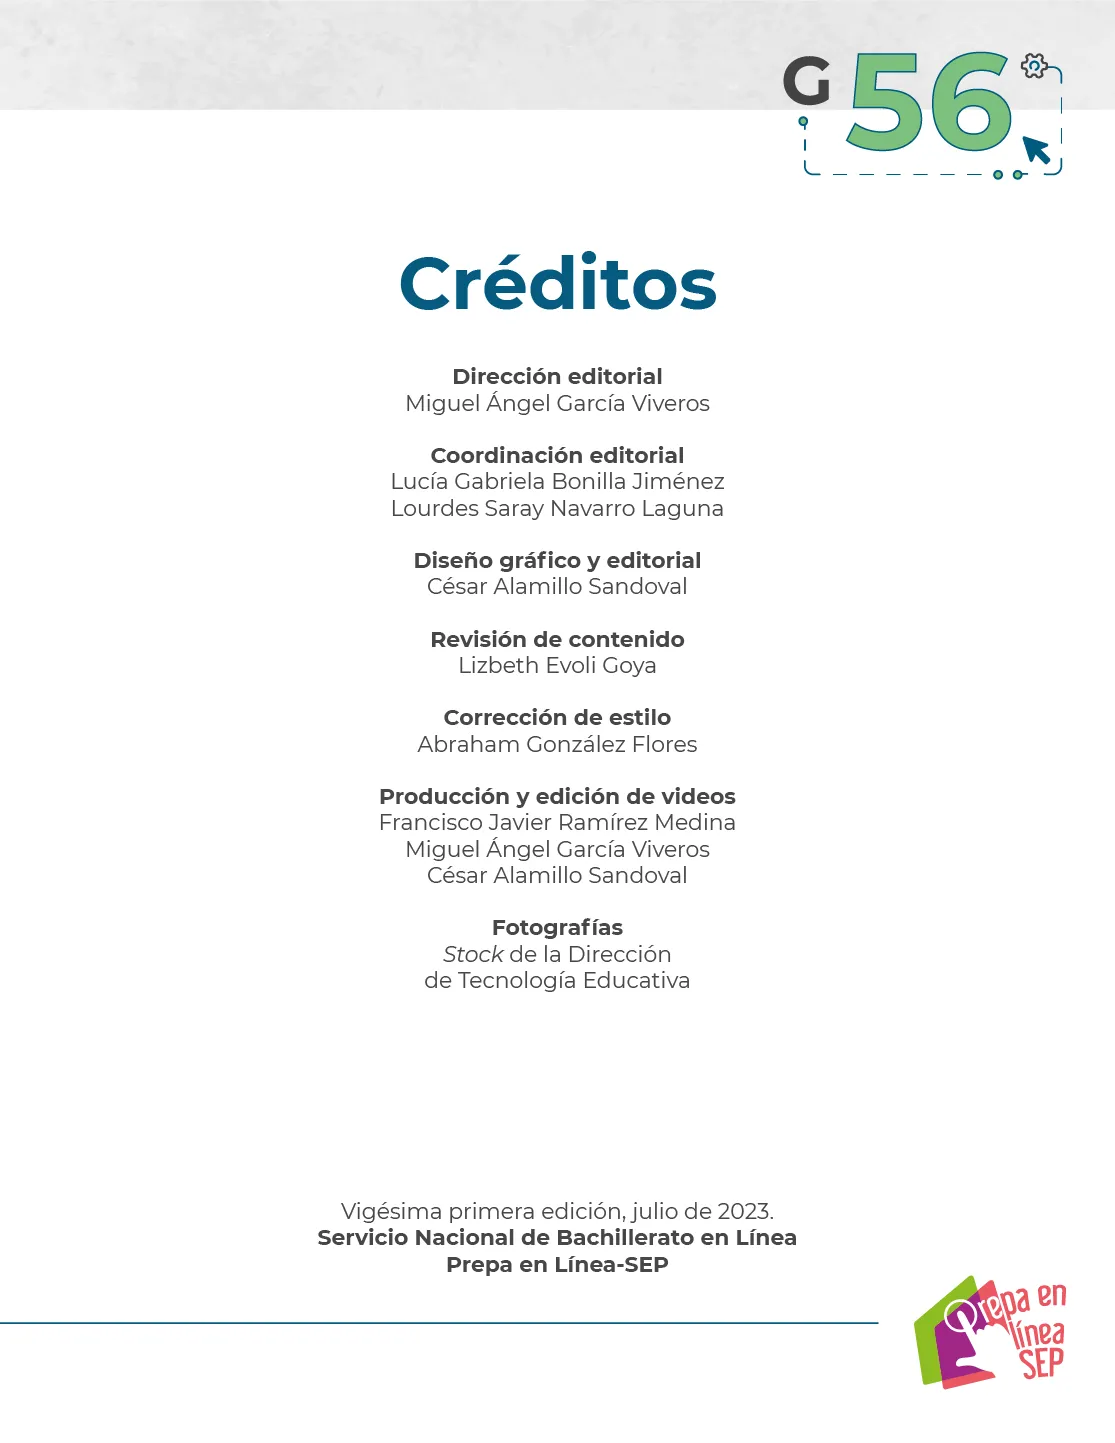 G 56
Créditos
Dirección editorial
Miguel Ángel García Viveros
Coordinación editorial
Lucía Gabriela Bonilla Jiménez
Lourdes Saray Navarro Laguna
Diseño gráfico y editorial
César Alamillo Sandoval
Revisión de contenido
Lizbeth Evoli Goya
Corrección de estilo
Abraham González Flores
Producción y edición de videos
Francisco Javier Ramírez Medina
Miguel Ángel García Viveros
César Alamillo Sandoval
Fotografías
Stock de la Dirección
de Tecnología Educativa
Vigésima primera edición, julio de 2023.
Servicio Nacional de Bachillerato en Línea
Prepa en Línea-SEP
Prepa en
línea
SEP